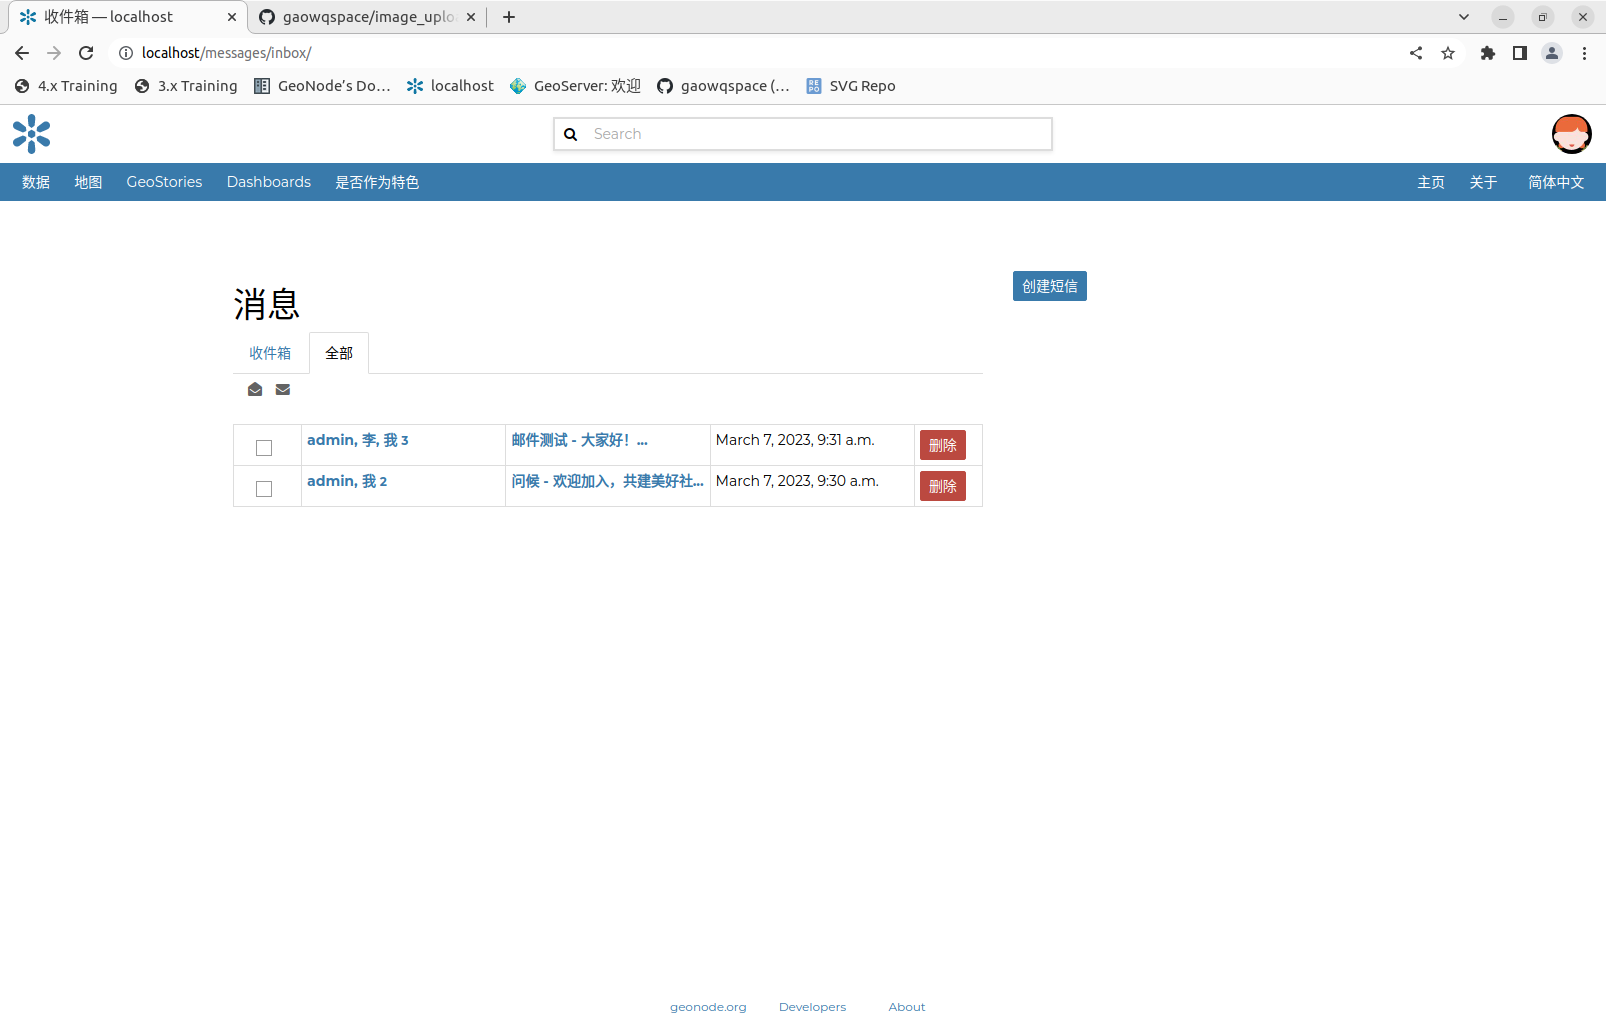 收件箱 — localhost
gaowqspace/image_uplo
localhost/messages/inbox/
4.x Training 3.x Training GeoNode’s Do… localhost GeoServer: 欢迎 gaowqspace (… SVG Repo
Search
数据 地图 GeoStories Dashboards 是否作为特色 主页 关于 简体中文
创建短信
消息
收件箱 全部
admin, 李, 我 3 邮件测试 - 大家好！... March 7, 2023, 9:31 a.m. 删除
admin, 我 2 问候 - 欢迎加入，共建美好社... March 7, 2023, 9:30 a.m. 删除
geonode.org Developers About